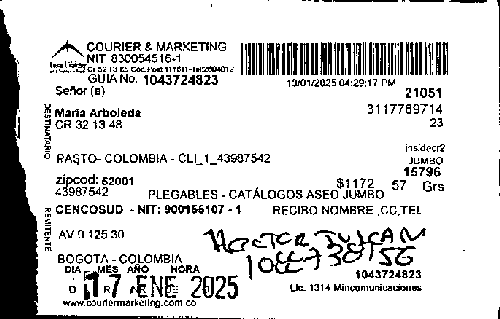 COURIER & MARKETING
NIT 830054516-1
GUIA No. 1043724823
13/01/2025 04:29:17 PM
Señor (a)
21051
DESTINATARIO
Maria Arboleda
3117769714
CR 32 13 48
23
insidecr2
PASTO- COLOMBIA - CLI_1_43987542
JUMBO
15796
zipcod: 52001
$1172 57 Grs
43987542
PLEGABLES - CATÁLOGOS ASEO JUMBO
REMITENTE
CENCOSUD - NIT: 900155107 - 1
RECIBO NOMBRE ,CC,TEL
AV 9 125 30
HECTOR
BOGOTA - COLOMBIA
DIA MES AÑO HORA
1043724823
17 ENE 2025
Lic. 1314 Mincomunicaciones
www.couriermarketing.com.co